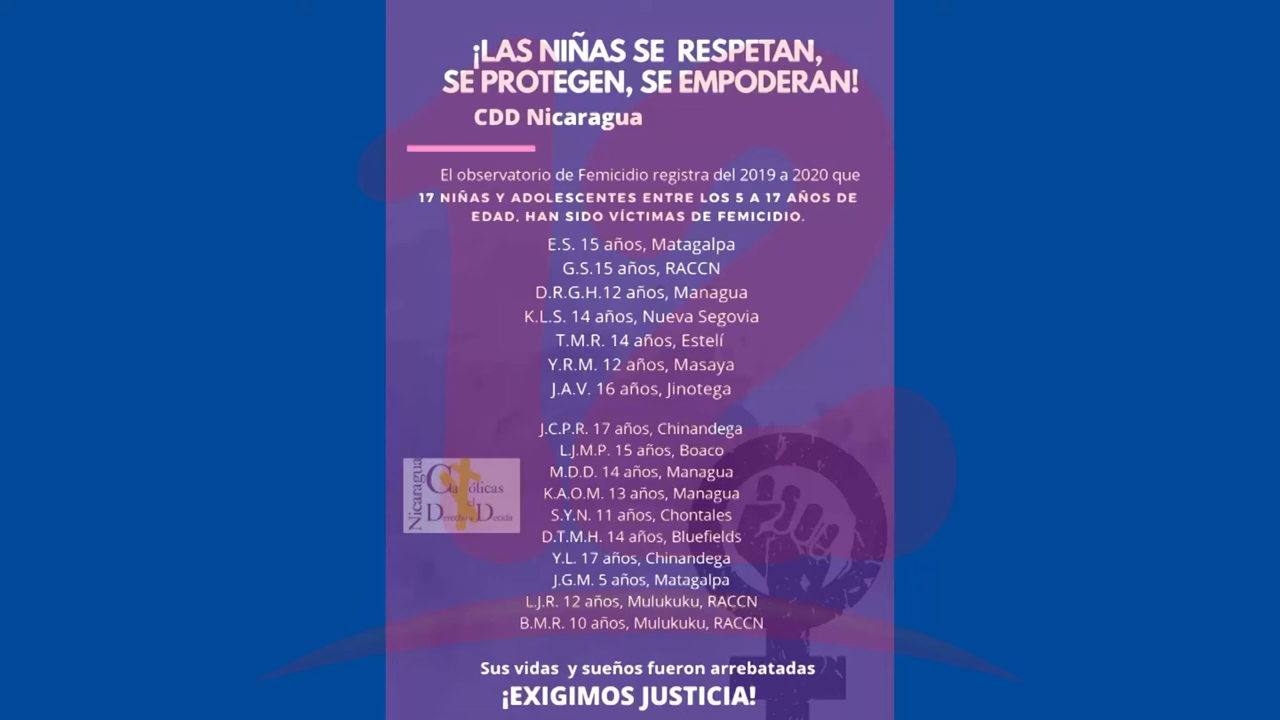 ¡LAS NIÑAS SE RESPETAN,
SE PROTEGEN, SE EMPODERAN!
CDD Nicaragua
El observatorio de Femicidio registra del 2019 a 2020 que
17 NIÑAS Y ADOLESCENTES ENTRE LOS 5 A 17 AÑOS DE
EDAD, HAN SIDO VÍCTIMAS DE FEMICIDIO.
E.S. 15 años, Matagalpa
G.S.15 años, RACCN
D.R.G.H.12 años, Managua
K.L.S. 14 años, Nueva Segovia
T.M.R. 14 años, Estelí
Y.R.M. 12 años, Masaya
J.A.V. 16 años, Jinotega
J.C.P.R. 17 años, Chinandega
L.J.M.P. 15 años, Boaco
M.D.D. 14 años, Managua
K.A.O.M. 13 años, Managua
S.Y.N. 11 años, Chontales
D.T.M.H. 14 años, Bluefields
Y.L. 17 años, Chinandega
J.G.M. 5 años, Matagalpa
L.J.R. 12 años, Mulukuku, RACCN
B.M.R. 10 años, Mulukuku, RACCN
Nicaragua
Católicas
el
Derecho a Decidir
Sus vidas y sueños fueron arrebatadas
¡EXIGIMOS JUSTICIA!
12